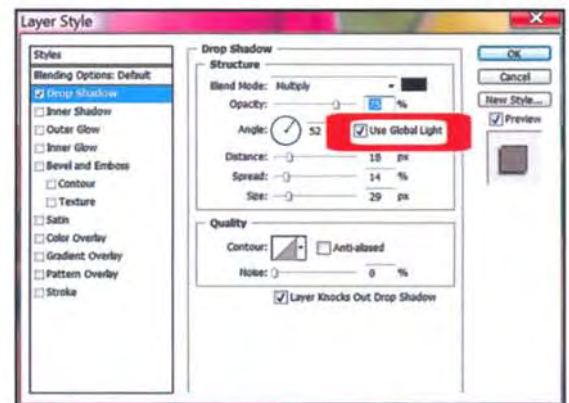 Layer Style
Styles
Blending Options: Default
Drop Shadow
Inner Shadow
Outer Glow
Inner Glow
Bevel and Emboss
Contour
Texture
Satin
Color Overlay
Gradient Overlay
Pattern Overlay
Stroke
Drop Shadow
Structure
Blend Mode: Multiply
Opacity: 75 %
Angle: 52 Use Global Light
Distance: 18 px
Spread: 14 %
Size: 29 px
Quality
Contour: Anti-aliased
Noise: 0 %
Layer Knocks Out Drop Shadow
OK
Cancel
New Style...
Preview